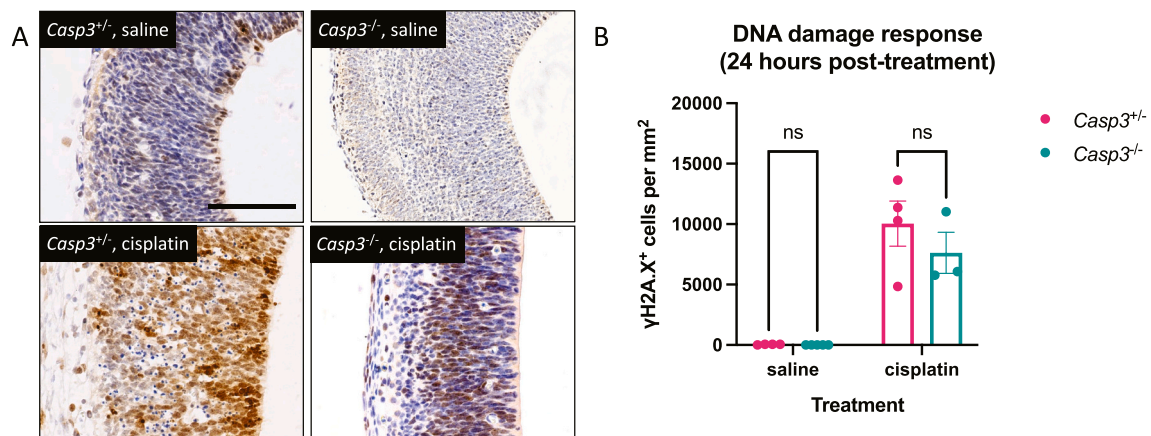 A
Casp3+/-, saline
Casp3-/-, saline
Casp3+/-, cisplatin
Casp3-/-, cisplatin
B
DNA damage response
(24 hours post-treatment)
γH2A.X+ cells per mm2
20000
15000
10000
5000
0
ns
ns
saline
cisplatin
Treatment
Casp3+/-
Casp3-/-